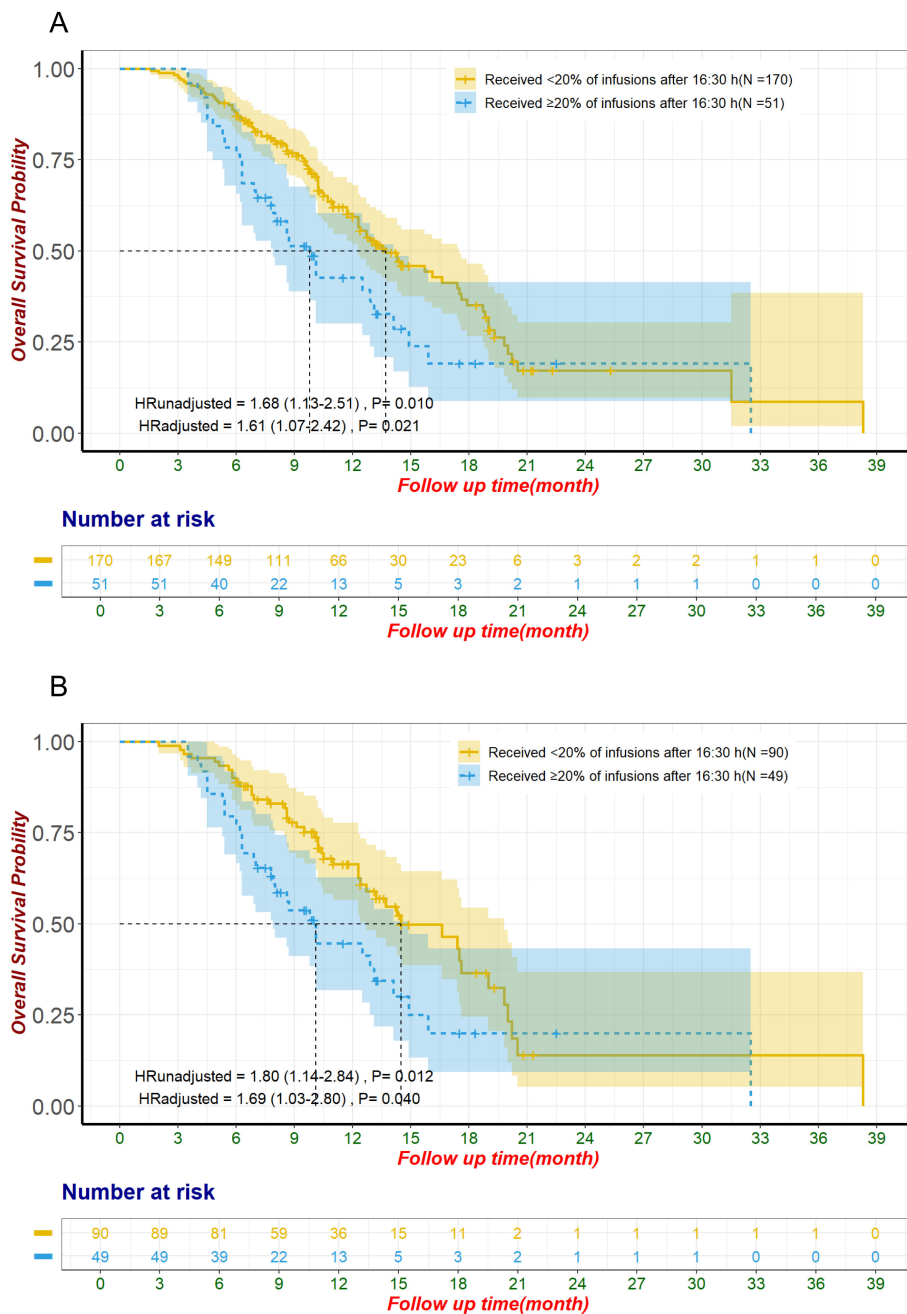 A
Received <20% of infusions after 16:30 h(N =170)
Received ≥20% of infusions after 16:30 h(N =51)
Overall Survival Probility
1.00
0.75
0.50
0.25
0.00
HRunadjusted = 1.68 (1.13-2.51) , P= 0.010
HRadjusted = 1.61 (1.07-2.42) , P= 0.021
0 3 6 9 12 15 18 21 24 27 30 33 36 39
Follow up time(month)
Number at risk
170 167 149 111 66 30 23 6 3 2 2 1 1 0
51 51 40 22 13 5 3 2 1 1 1 0 0 0
0 3 6 9 12 15 18 21 24 27 30 33 36 39
Follow up time(month)
B
Received <20% of infusions after 16:30 h(N =90)
Received ≥20% of infusions after 16:30 h(N =49)
Overall Survival Probility
1.00
0.75
0.50
0.25
0.00
HRunadjusted = 1.80 (1.14-2.84) , P= 0.012
HRadjusted = 1.69 (1.03-2.80) , P= 0.040
0 3 6 9 12 15 18 21 24 27 30 33 36 39
Follow up time(month)
Number at risk
90 89 81 59 36 15 11 2 1 1 1 1 1 0
49 49 39 22 13 5 3 2 1 1 1 0 0 0
0 3 6 9 12 15 18 21 24 27 30 33 36 39
Follow up time(month)